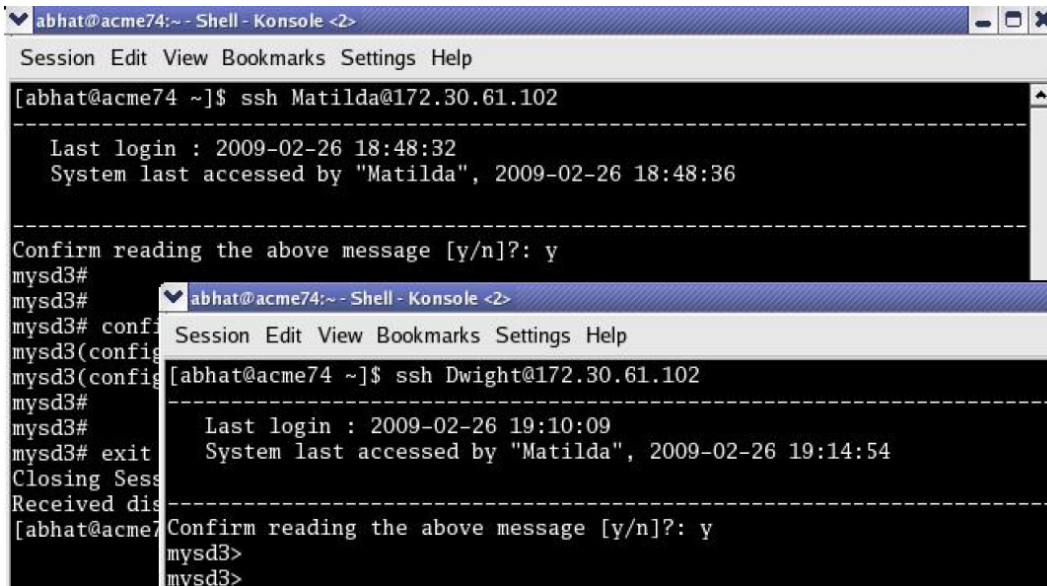 abhat@acme74:~ - Shell - Konsole <2>
Session Edit View Bookmarks Settings Help
[abhat@acme74 ~]$ ssh Matilda@172.30.61.102
--------------------------------------------------------------------------------
Last login : 2009-02-26 18:48:32
System last accessed by "Matilda", 2009-02-26 18:48:36
--------------------------------------------------------------------------------
Confirm reading the above message [y/n]?: y
mysd3#
mysd3#
mysd3# confi
mysd3(config
mysd3(config
mysd3#
mysd3#
mysd3# exit
Closing Sess
Received dis
[abhat@acme7
abhat@acme74:~ - Shell - Konsole <2>
Session Edit View Bookmarks Settings Help
[abhat@acme74 ~]$ ssh Dwight@172.30.61.102
--------------------------------------------------------------------------------
Last login : 2009-02-26 19:10:09
System last accessed by "Matilda", 2009-02-26 19:14:54
--------------------------------------------------------------------------------
Confirm reading the above message [y/n]?: y
mysd3>
mysd3>